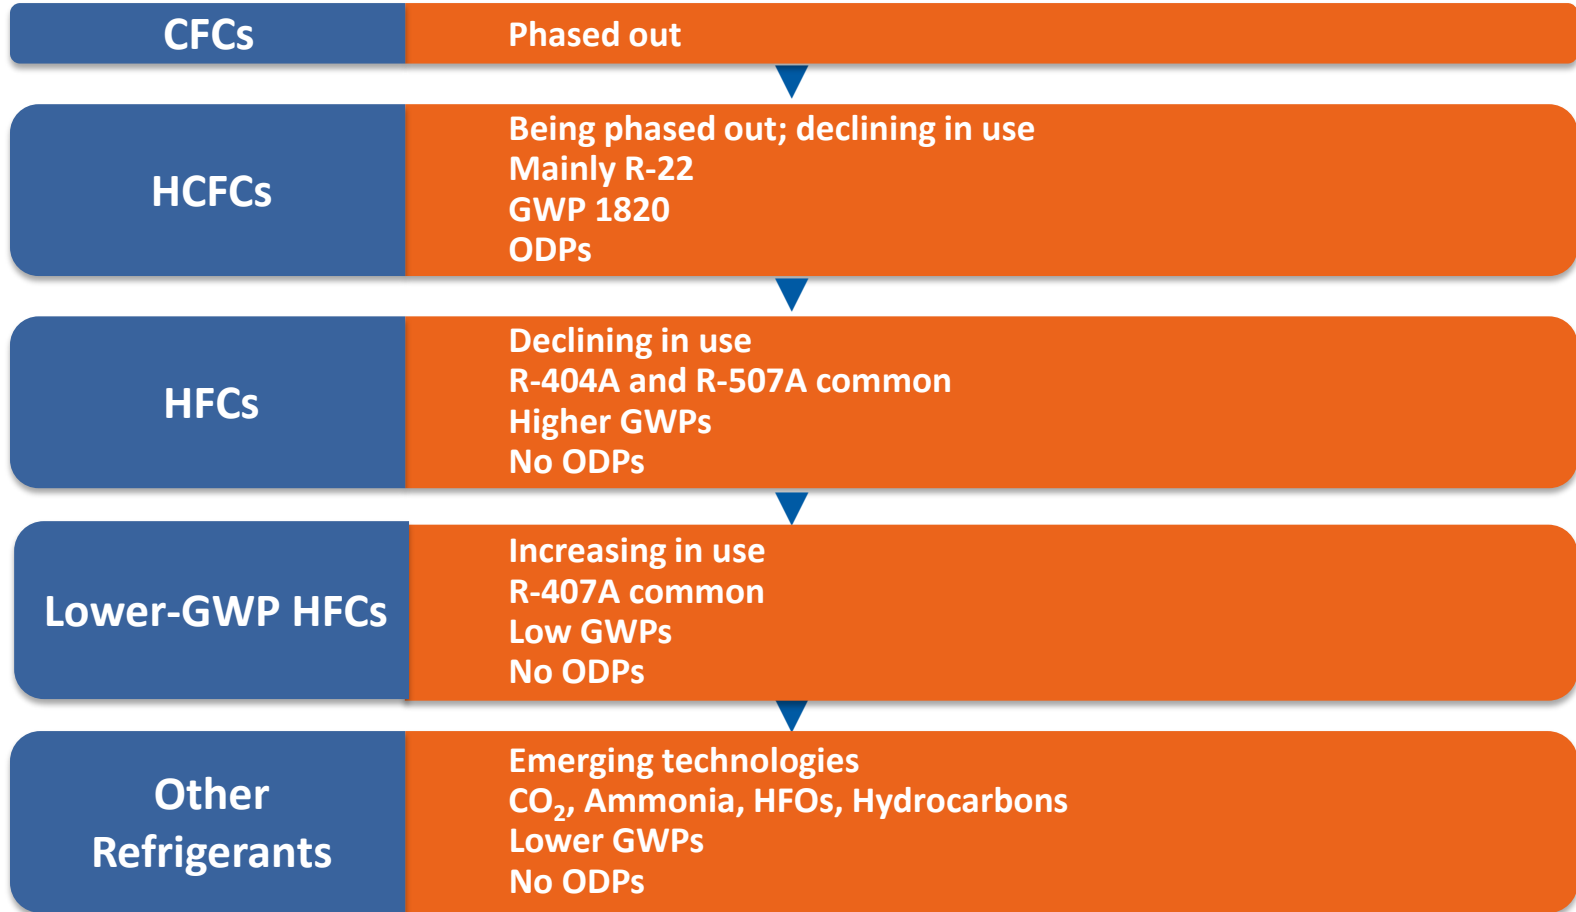 CFCs
Phased out
HCFCs
Being phased out; declining in use
Mainly R-22
GWP 1820
ODPs
HFCs
Declining in use
R-404A and R-507A common
Higher GWPs
No ODPs
Lower-GWP HFCs
Increasing in use
R-407A common
Low GWPs
No ODPs
Other
Refrigerants
Emerging technologies
CO₂, Ammonia, HFOs, Hydrocarbons
Lower GWPs
No ODPs